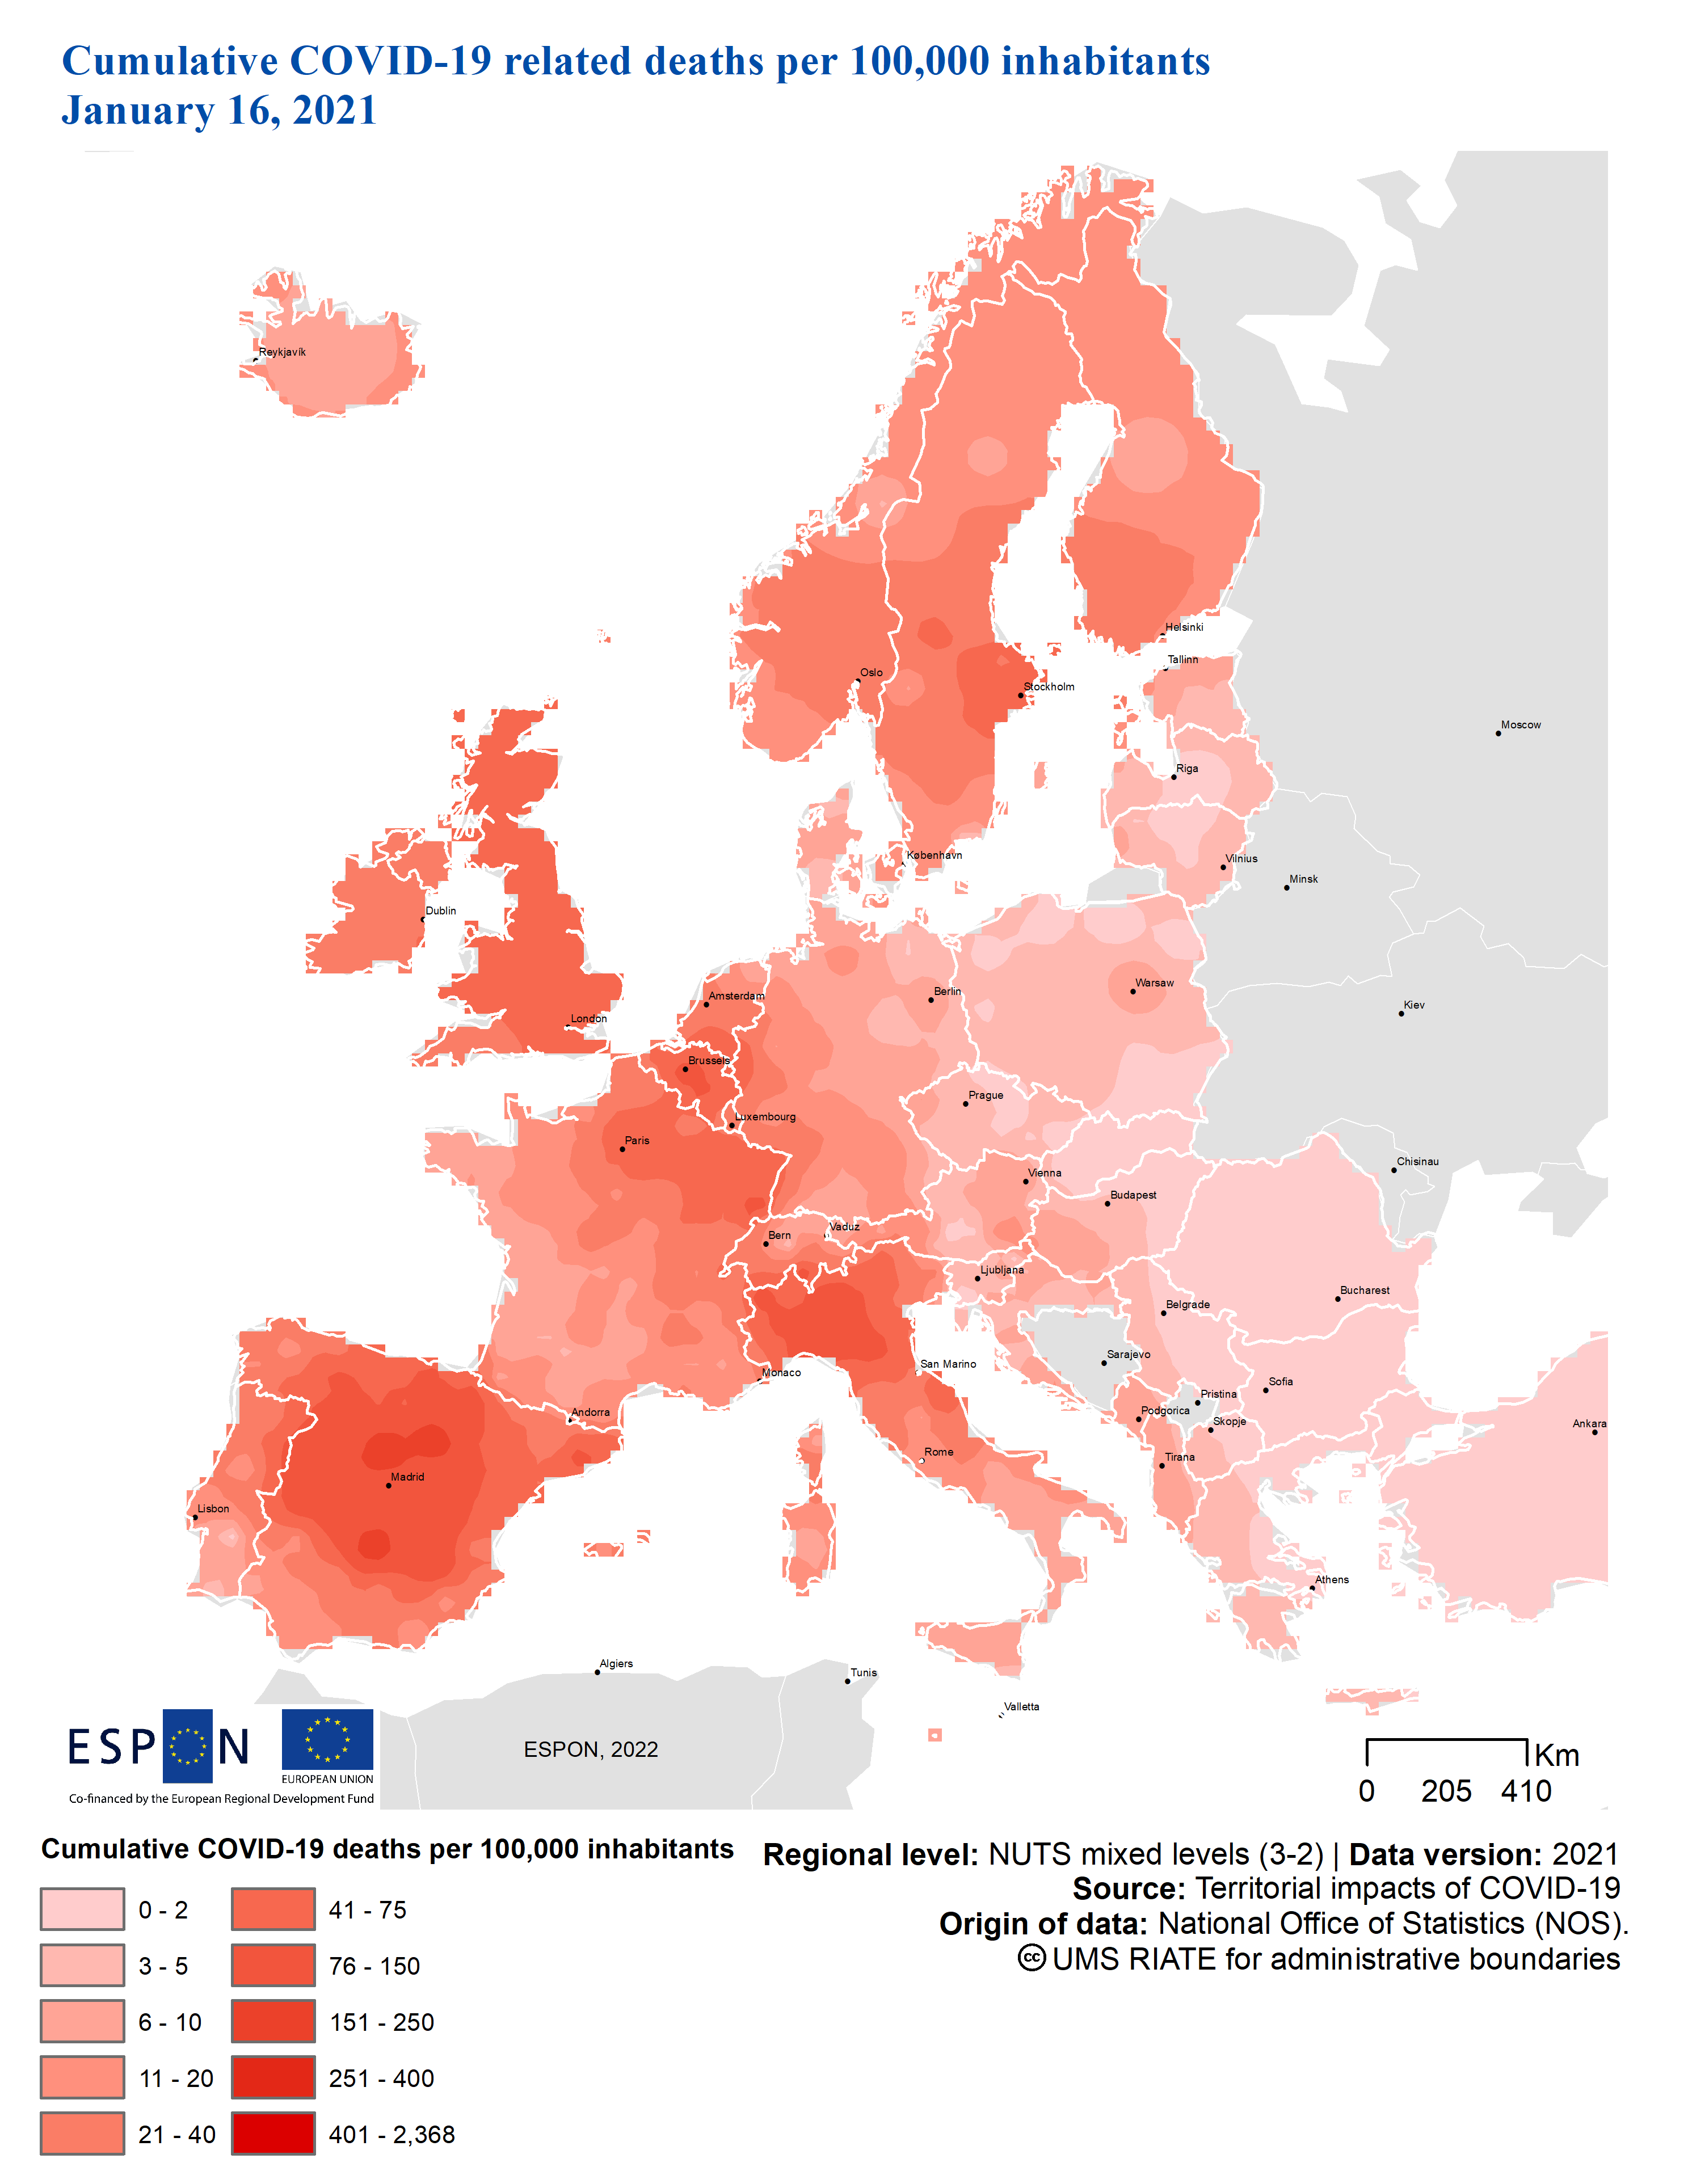 Cumulative COVID-19 related deaths per 100,000 inhabitants
January 16, 2021
Reykjavík
Helsinki
Tallinn
Oslo
Stockholm
Moscow
Riga
København
Vilnius
Minsk
Dublin
Amsterdam
Berlin
Warsaw
Kiev
London
Brussels
Prague
Luxembourg
Paris
Chisinau
Vienna
Budapest
Vaduz
Bern
Ljubljana
Bucharest
Belgrade
Sarajevo
San Marino
Monaco
Sofia
Pristina
Andorra
Podgorica
Skopje
Ankara
Rome
Tirana
Madrid
Lisbon
Athens
Algiers
Tunis
Valletta
ESPON
EUROPEAN UNION
Co-financed by the European Regional Development Fund
ESPON, 2022
Km
0 205 410
Cumulative COVID-19 deaths per 100,000 inhabitants
0 - 2
3 - 5
6 - 10
11 - 20
21 - 40
41 - 75
76 - 150
151 - 250
251 - 400
401 - 2,368
Regional level: NUTS mixed levels (3-2) | Data version: 2021
Source: Territorial impacts of COVID-19
Origin of data: National Office of Statistics (NOS).
cc UMS RIATE for administrative boundaries